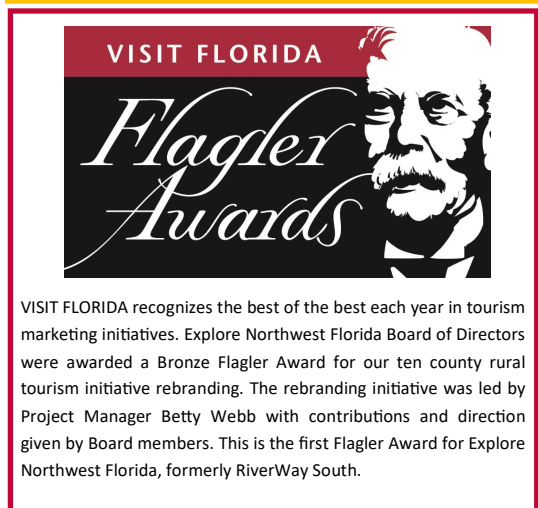 VISIT FLORIDA
Flagler
Awards
VISIT FLORIDA recognizes the best of the best each year in tourism
marketing initiatives. Explore Northwest Florida Board of Directors
were awarded a Bronze Flagler Award for our ten county rural
tourism initiative rebranding. The rebranding initiative was led by
Project Manager Betty Webb with contributions and direction
given by Board members. This is the first Flagler Award for Explore
Northwest Florida, formerly RiverWay South.